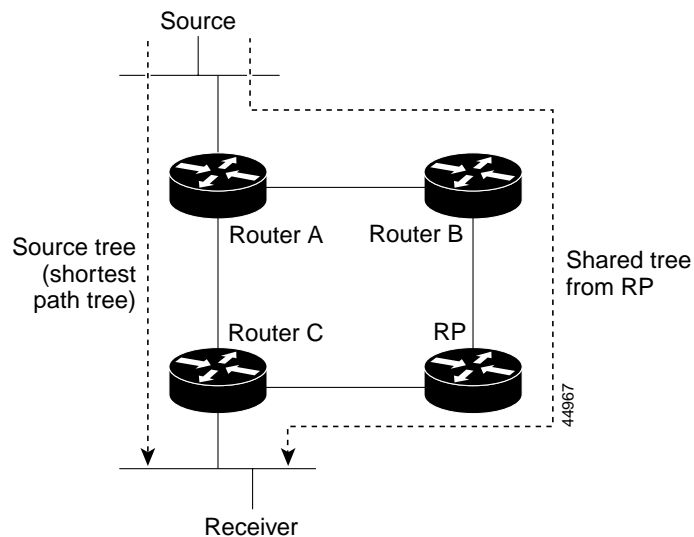 Source
Router A
Router B
Source tree
(shortest
path tree)
Shared tree
from RP
Router C
RP
44967
Receiver